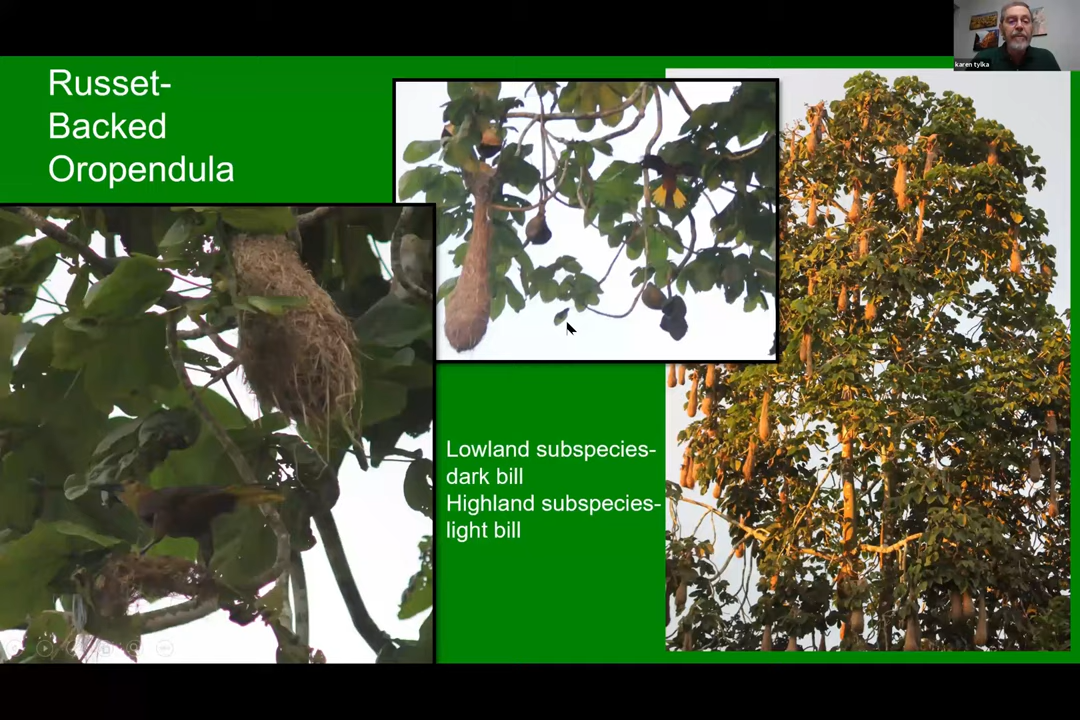 karen tylka
Russet-
Backed
Oropendula
Lowland subspecies-
dark bill
Highland subspecies-
light bill